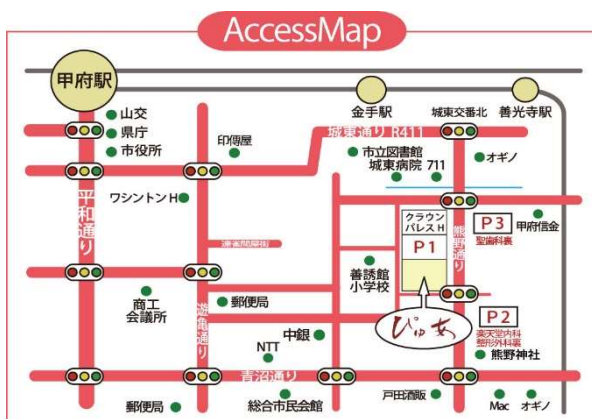 AccessMap
甲府駅
金手駅
善光寺駅
山交
県庁
市役所
印傳屋
城東通り R411
城東交番北
市立図書館
城東病院 711
オギノ
ワシントンH
平和通り
クラウン
パレスH
P1
熊野通り
P3
聖歯科裏
甲府信金
善誘館
小学校
商工
会議所
遊亀通り
郵便局
中銀
NTT
ぴゅあ
P2
楽天堂内科
整形外科裏
熊野神社
青沼通り
郵便局
総合市民会館
戸田酒販
Mac
オギノ